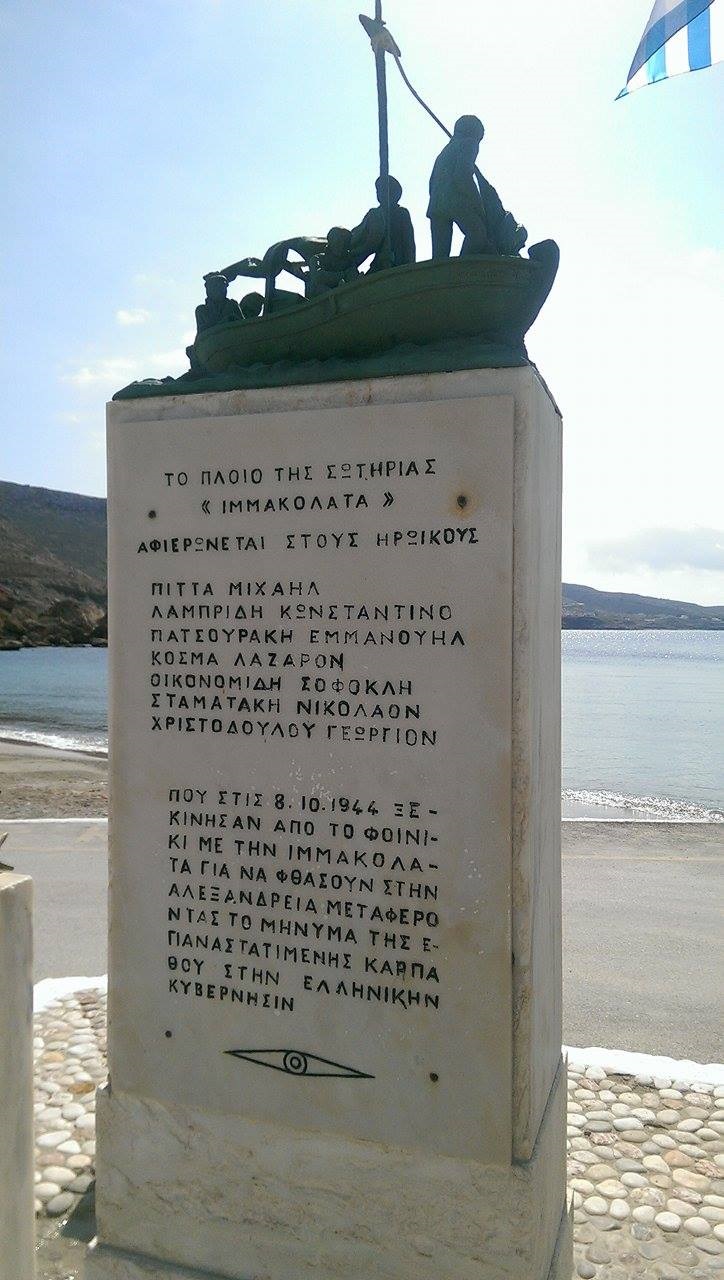 ΤΟ ΠΛΟΙΟ ΤΗΣ ΣΩΤΗΡΙΑΣ
《 ΙΜΜΑΚΟΛΑΤΑ 》
ΑΦΙΕΡΩΝΕΤΑΙ ΣΤΟΥΣ ΗΡΩΙΚΟΥΣ
ΠΙΤΤΑ ΜΙΧΑΗΛ
ΛΑΜΠΡΙΔΗ ΚΩΝΣΤΑΝΤΙΝΟ
ΠΑΤΣΟΥΡΑΚΗ ΕΜΜΑΝΟΥΗΛ
ΚΟΣΜΑ ΛΑΖΑΡΟΝ
ΟΙΚΟΝΟΜΙΔΗ ΣΟΦΟΚΛΗ
ΣΤΑΜΑΤΑΚΗ ΝΙΚΟΛΑΟΝ
ΧΡΙΣΤΟΔΟΥΛΟΥ ΓΕΩΡΓΙΟΝ
ΠΟΥ ΣΤΙΣ 8.10.1944 ΞΕ-
ΚΙΝΗΣΑΝ ΑΠΟ ΤΟ ΦΟΙΝΙ-
ΚΙ ΜΕ ΤΗΝ ΙΜΜΑΚΟΛΑ-
ΤΑ ΓΙΑ ΝΑ ΦΘΑΣΟΥΝ ΣΤΗΝ
ΑΛΕΞΑΝΔΡΕΙΑ ΜΕΤΑΦΕΡΟ
ΝΤΑΣ ΤΟ ΜΗΝΥΜΑ ΤΗΣ Ε-
ΠΑΝΑΣΤΑΤΙΜΕΝΗΣ ΚΑΡΠΑ
ΘΟΥ ΣΤΗΝ ΕΛΛΗΝΙΚΗΝ
ΚΥΒΕΡΝΗΣΙΝ